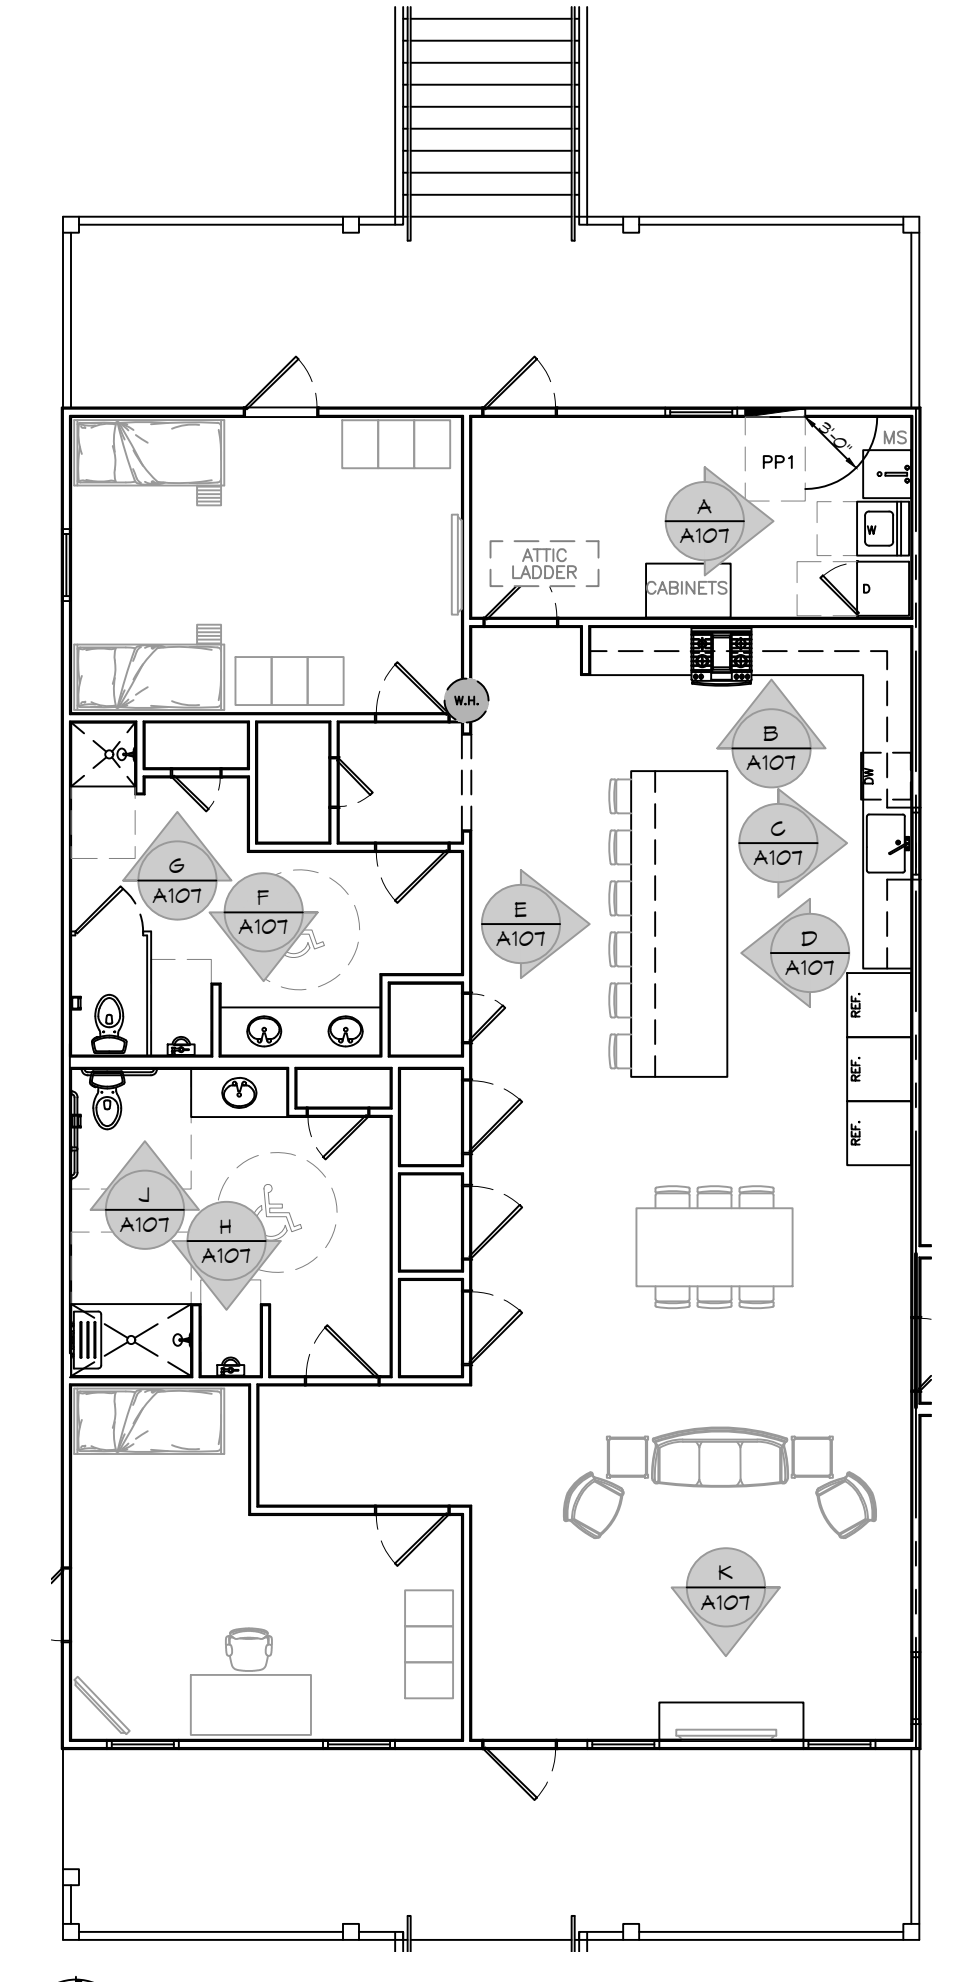 3'-0"
MS
PP1
A
A107
W
ATTIC
LADDER
CABINETS
D
W.H.
B
A107
DW
C
A107
G
A107
F
A107
E
A107
D
A107
REF.
REF.
REF.
J
A107
H
A107
K
A107